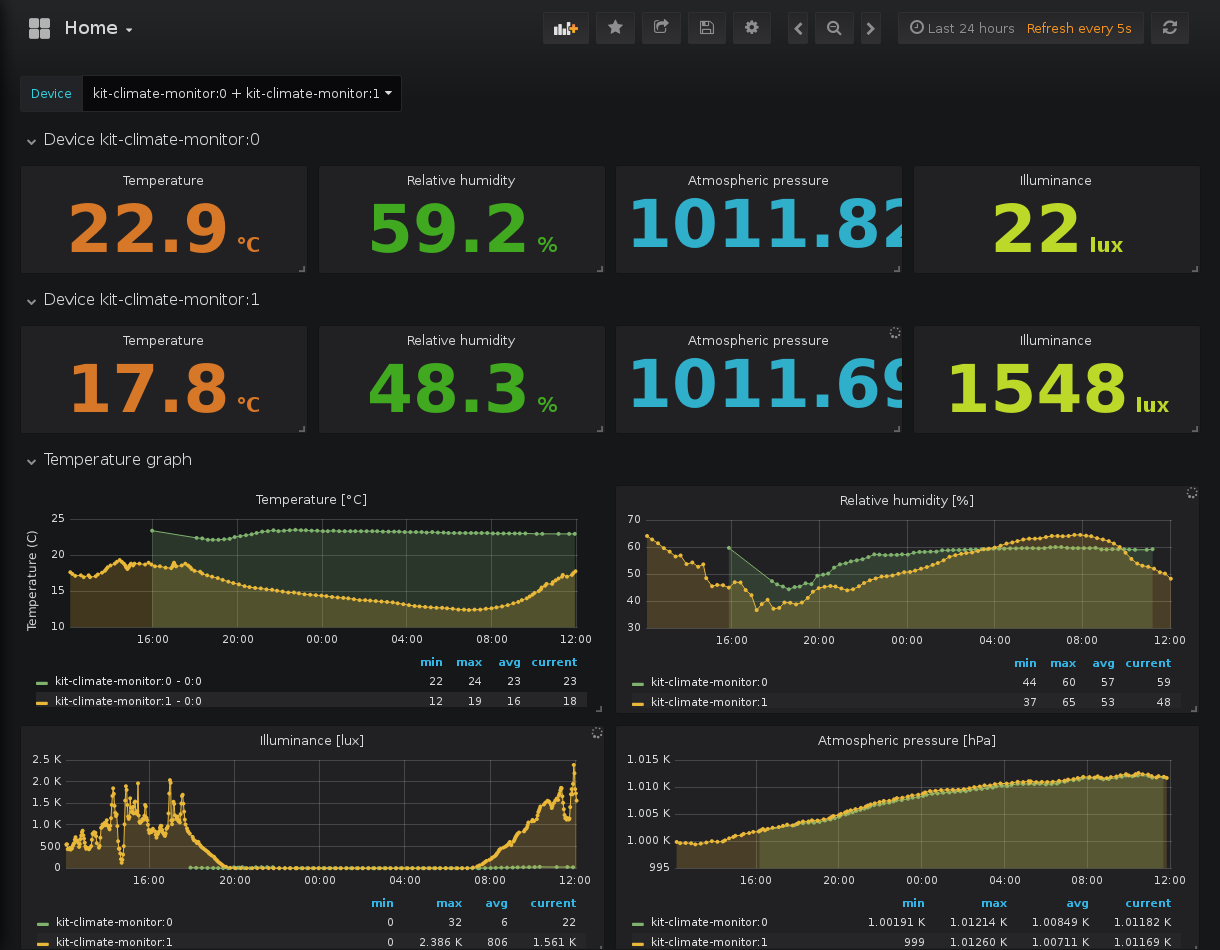 Home
Last 24 hours Refresh every 5s
Device kit-climate-monitor:0 + kit-climate-monitor:1
Device kit-climate-monitor:0
Temperature Relative humidity Atmospheric pressure Illuminance
22.9 °C 59.2 % 1011.82 22 lux
Device kit-climate-monitor:1
Temperature Relative humidity Atmospheric pressure Illuminance
17.8 °C 48.3 % 1011.69 1548 lux
Temperature graph
Temperature [°C]
Temperature (C)
25
20
15
10
16:00 20:00 00:00 04:00 08:00 12:00
min max avg current
kit-climate-monitor:0 - 0:0 22 24 23 23
kit-climate-monitor:1 - 0:0 12 19 16 18
Relative humidity [%]
70
60
50
40
30
16:00 20:00 00:00 04:00 08:00 12:00
min max avg current
kit-climate-monitor:0 44 60 57 59
kit-climate-monitor:1 37 65 53 48
Illuminance [lux]
2.5 K
2.0 K
1.5 K
1.0 K
500
0
16:00 20:00 00:00 04:00 08:00 12:00
min max avg current
kit-climate-monitor:0 0 32 6 22
kit-climate-monitor:1 0 2.386 K 806 1.561 K
Atmospheric pressure [hPa]
1.015 K
1.010 K
1.005 K
1.000 K
995
16:00 20:00 00:00 04:00 08:00 12:00
min max avg current
kit-climate-monitor:0 1.00191 K 1.01214 K 1.00849 K 1.01182 K
kit-climate-monitor:1 999 1.01260 K 1.00711 K 1.01169 K